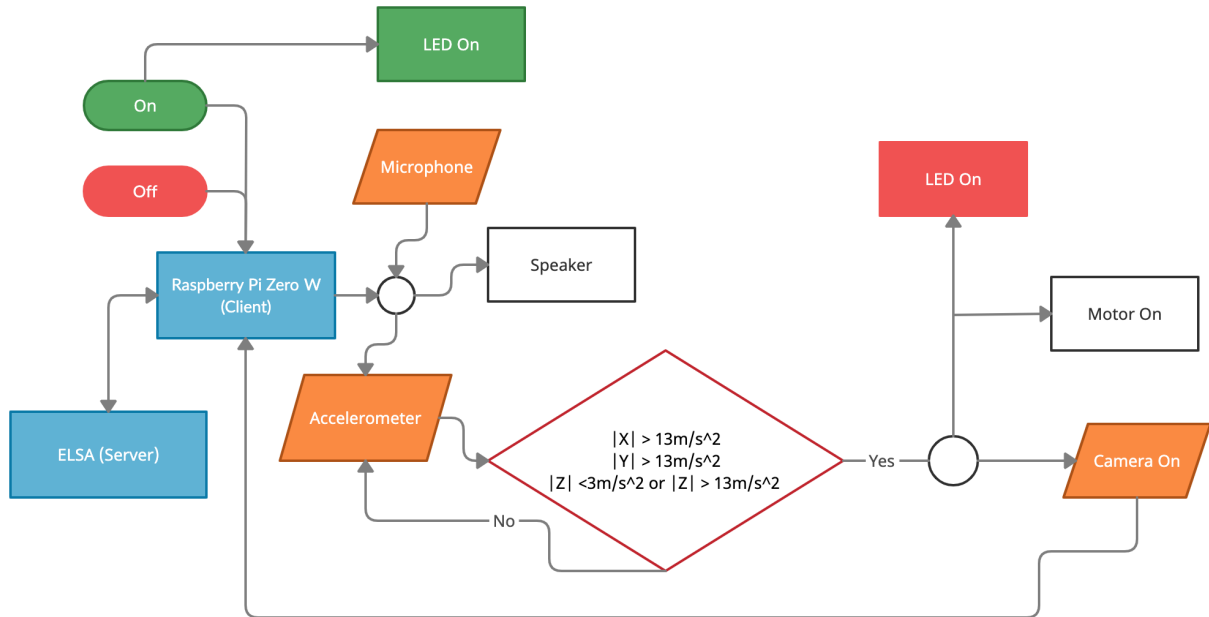 LED On
On
Microphone
Off
LED On
Speaker
Raspberry Pi Zero W
(Client)
Motor On
Accelerometer
|X| > 13m/s^2
|Y| > 13m/s^2
|Z| <3m/s^2 or |Z| > 13m/s^2
Yes
Camera On
ELSA (Server)
No